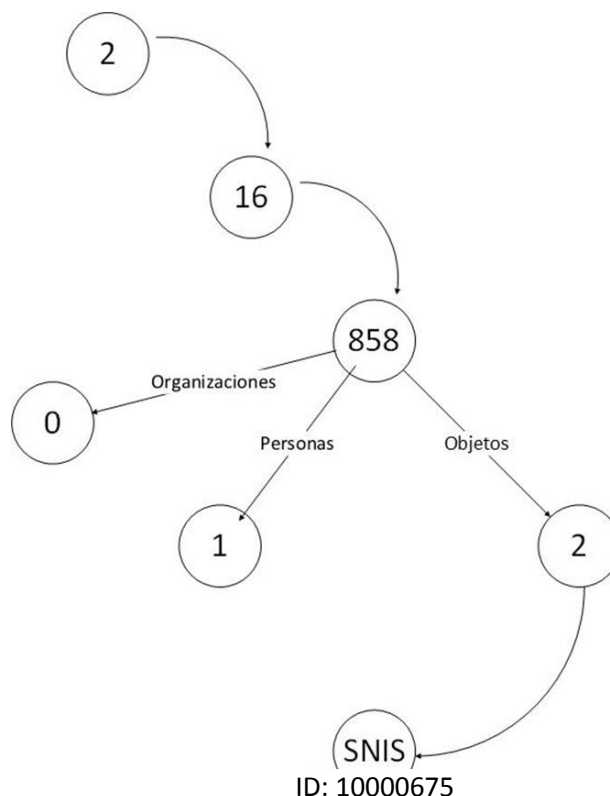 2
16
858
Organizaciones
0
Personas
Objetos
1
2
SNIS
ID: 10000675